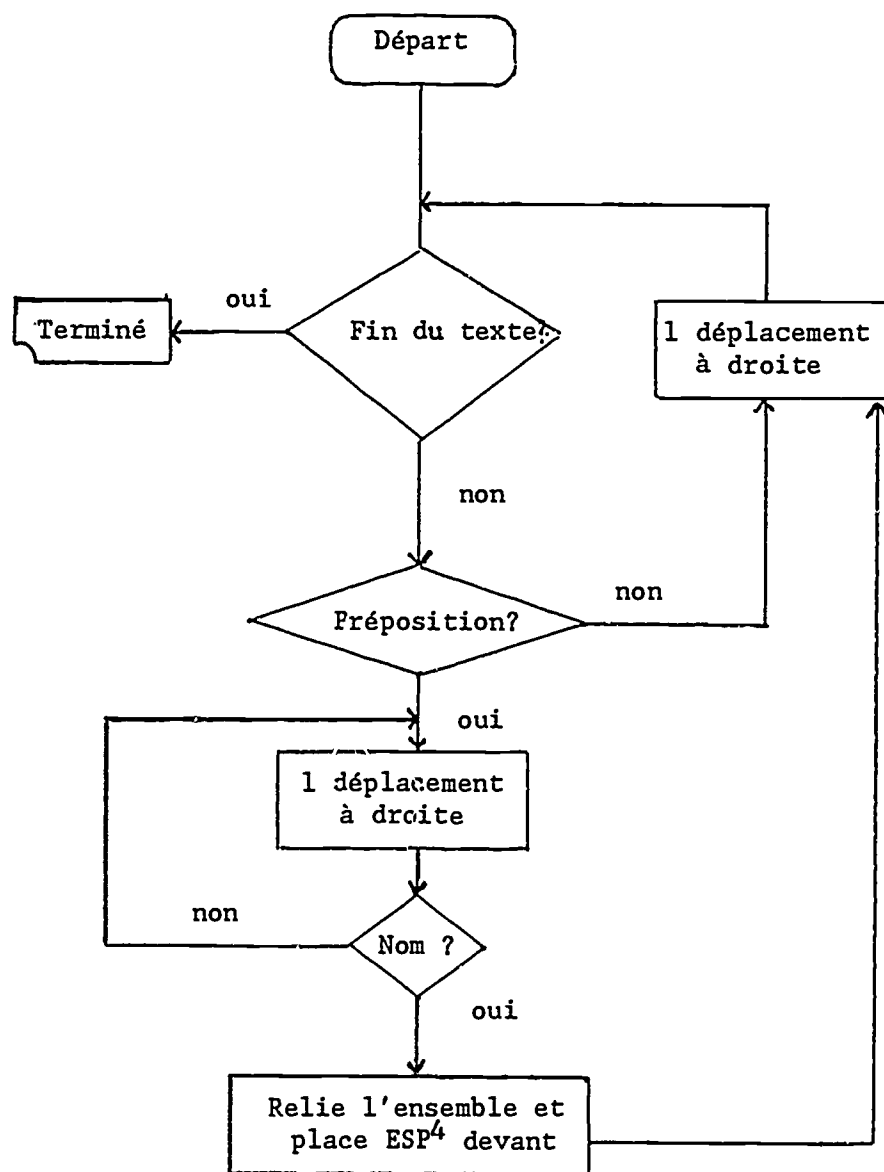 Départ
oui
Terminé
Fin du texte?
1 déplacement
à droite
non
Préposition?
non
oui
1 déplacement
à droite
non
Nom ?
oui
Relie l'ensemble et
place ESP⁴ devant